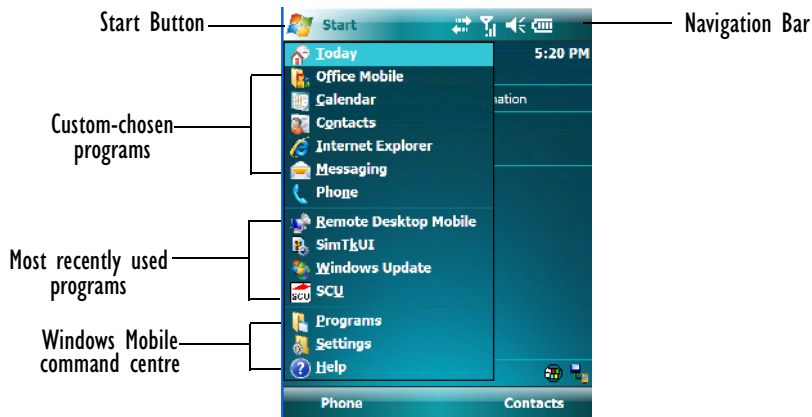 Start Button
Start
Navigation Bar
Today
5:20 PM
Office Mobile
Calendar
mation
Custom-chosen
programs
Contacts
Internet Explorer
Messaging
Phone
Remote Desktop Mobile
SimTkUI
Most recently used
programs
Windows Update
SCU
SCU
Programs
Windows Mobile
command centre
Settings
Help
Phone
Contacts